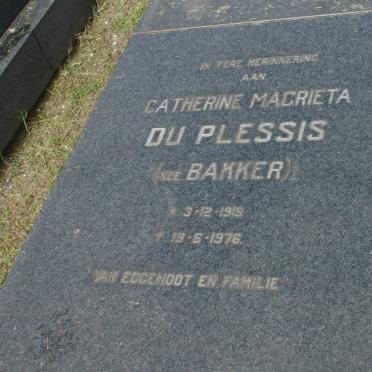 IN TERE HERINNERING
AAN
CATHERINE MAGRIETA
DU PLESSIS
(NEE BAKKER)
* 3-12-1919
† 19-6-1976
VAN EGGENOOT EN FAMILIE